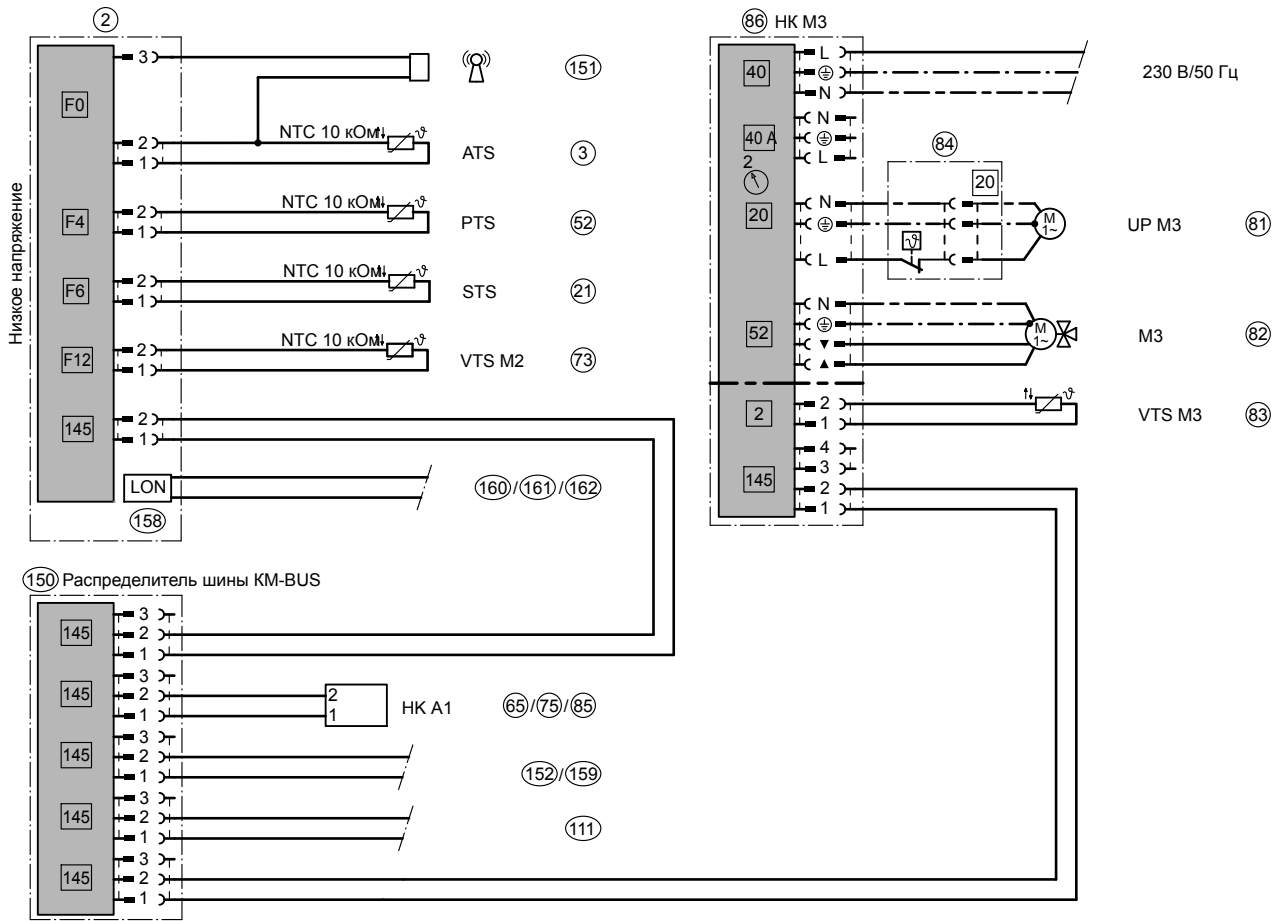 2
Низкое напряжение
F0
3
151
2
1
NTC 10 кОм
ϑ
ATS
3
F4
2
1
NTC 10 кОм
ϑ
PTS
52
F6
2
1
NTC 10 кОм
ϑ
STS
21
F12
2
1
NTC 10 кОм
ϑ
VTS M2
73
145
2
1
LON
158
160/161/162
150 Распределитель шины KM-BUS
145
3
2
1
145
3
2
1
2
1
НК A1
65/75/85
145
3
2
1
152/159
145
3
2
1
111
145
3
2
1
86 НК M3
40
L
N
230 В/50 Гц
40 A
N
L
2
20
N
L
84
20
ϑ
M
1~
UP M3
81
52
N
M
1~
M3
82
2
2
1
ϑ
VTS M3
83
145
4
3
2
1